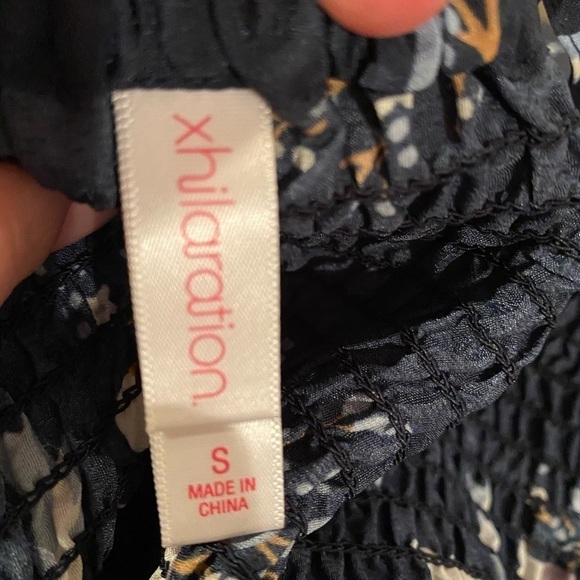 xhilaration.
S
MADE IN
CHINA